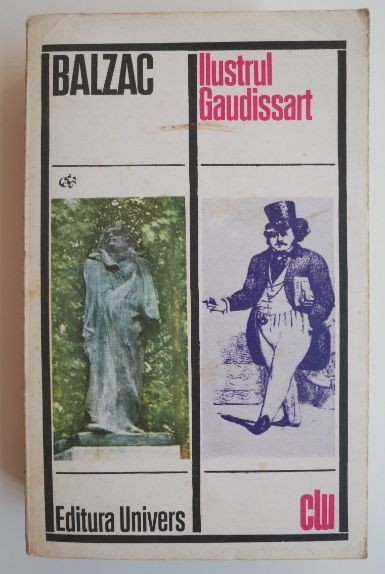 BALZAC
Ilustrul
Gaudissart
Editura Univers
clu